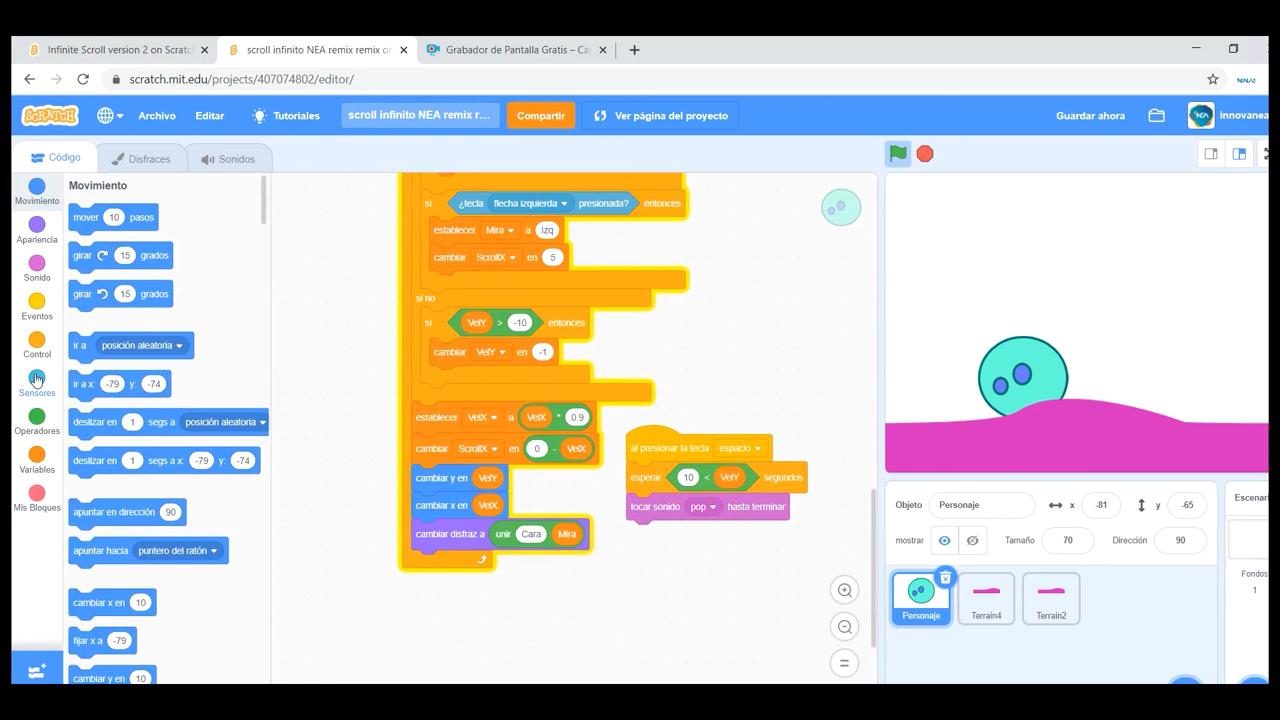 Infinite Scroll version 2 on Scratc
scroll infinito NEA remix remix o
Grabador de Pantalla Gratis – Ca
scratch.mit.edu/projects/407074802/editor/
SCRATCH
Archivo
Editar
Tutoriales
scroll infinito NEA remix r...
Compartir
Ver página del proyecto
Guardar ahora
NEA
innovanea
Código
Disfraces
Sonidos
Movimiento
Apariencia
Sonido
Eventos
Control
Sensores
Operadores
Variables
Mis Bloques
Movimiento
mover 10 pasos
girar 15 grados
girar 15 grados
ir a posición aleatoria
ir a x: -79 y: -74
deslizar en 1 segs a posición aleatoria
deslizar en 1 segs a x: -79 y: -74
apuntar en dirección 90
apuntar hacia puntero del ratón
cambiar x en 10
fijar x a -79
cambiar y en 10
si ¿tecla flecha izquierda presionada? entonces
establecer Mira a Izq
cambiar ScrollX en 5
si no
si VelY > -10 entonces
cambiar VelY en -1
establecer VelX a VelX * 0.9
cambiar ScrollX en 0 - VelX
cambiar y en VelY
cambiar x en VelX
cambiar disfraz a unir Cara Mira
al presionar la tecla espacio
esperar 10 < VelY segundos
tocar sonido pop hasta terminar
Objeto
Personaje
x -81
y -65
mostrar
Tamaño 70
Dirección 90
Personaje
Terrain4
Terrain2
Escenari
Fondos
1